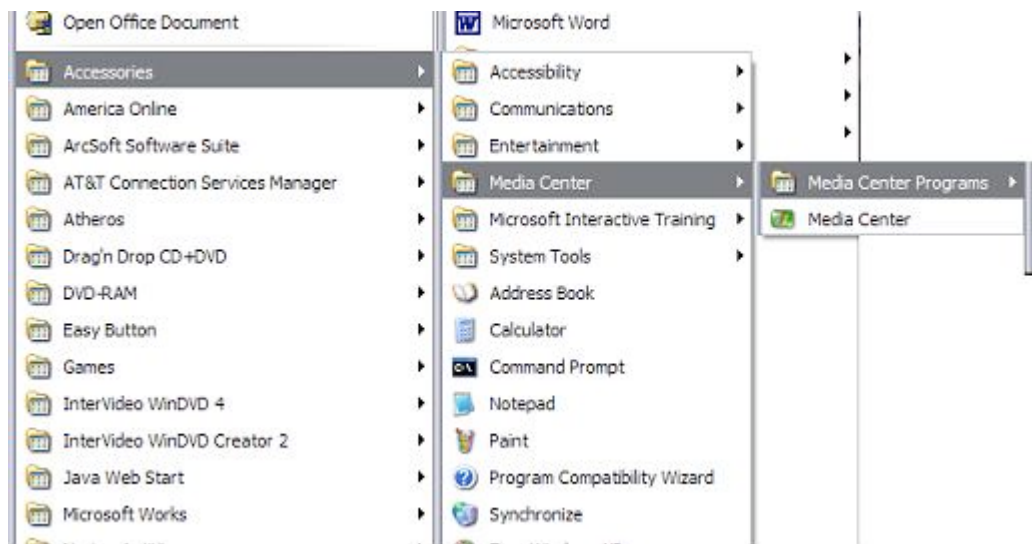 Open Office Document
Accessories
America Online
ArcSoft Software Suite
AT&T Connection Services Manager
Atheros
Drag'n Drop CD+DVD
DVD-RAM
Easy Button
Games
InterVideo WinDVD 4
InterVideo WinDVD Creator 2
Java Web Start
Microsoft Works
Microsoft Word
Accessibility
Communications
Entertainment
Media Center
Microsoft Interactive Training
System Tools
Address Book
Calculator
Command Prompt
Notepad
Paint
Program Compatibility Wizard
Synchronize
Media Center Programs
Media Center